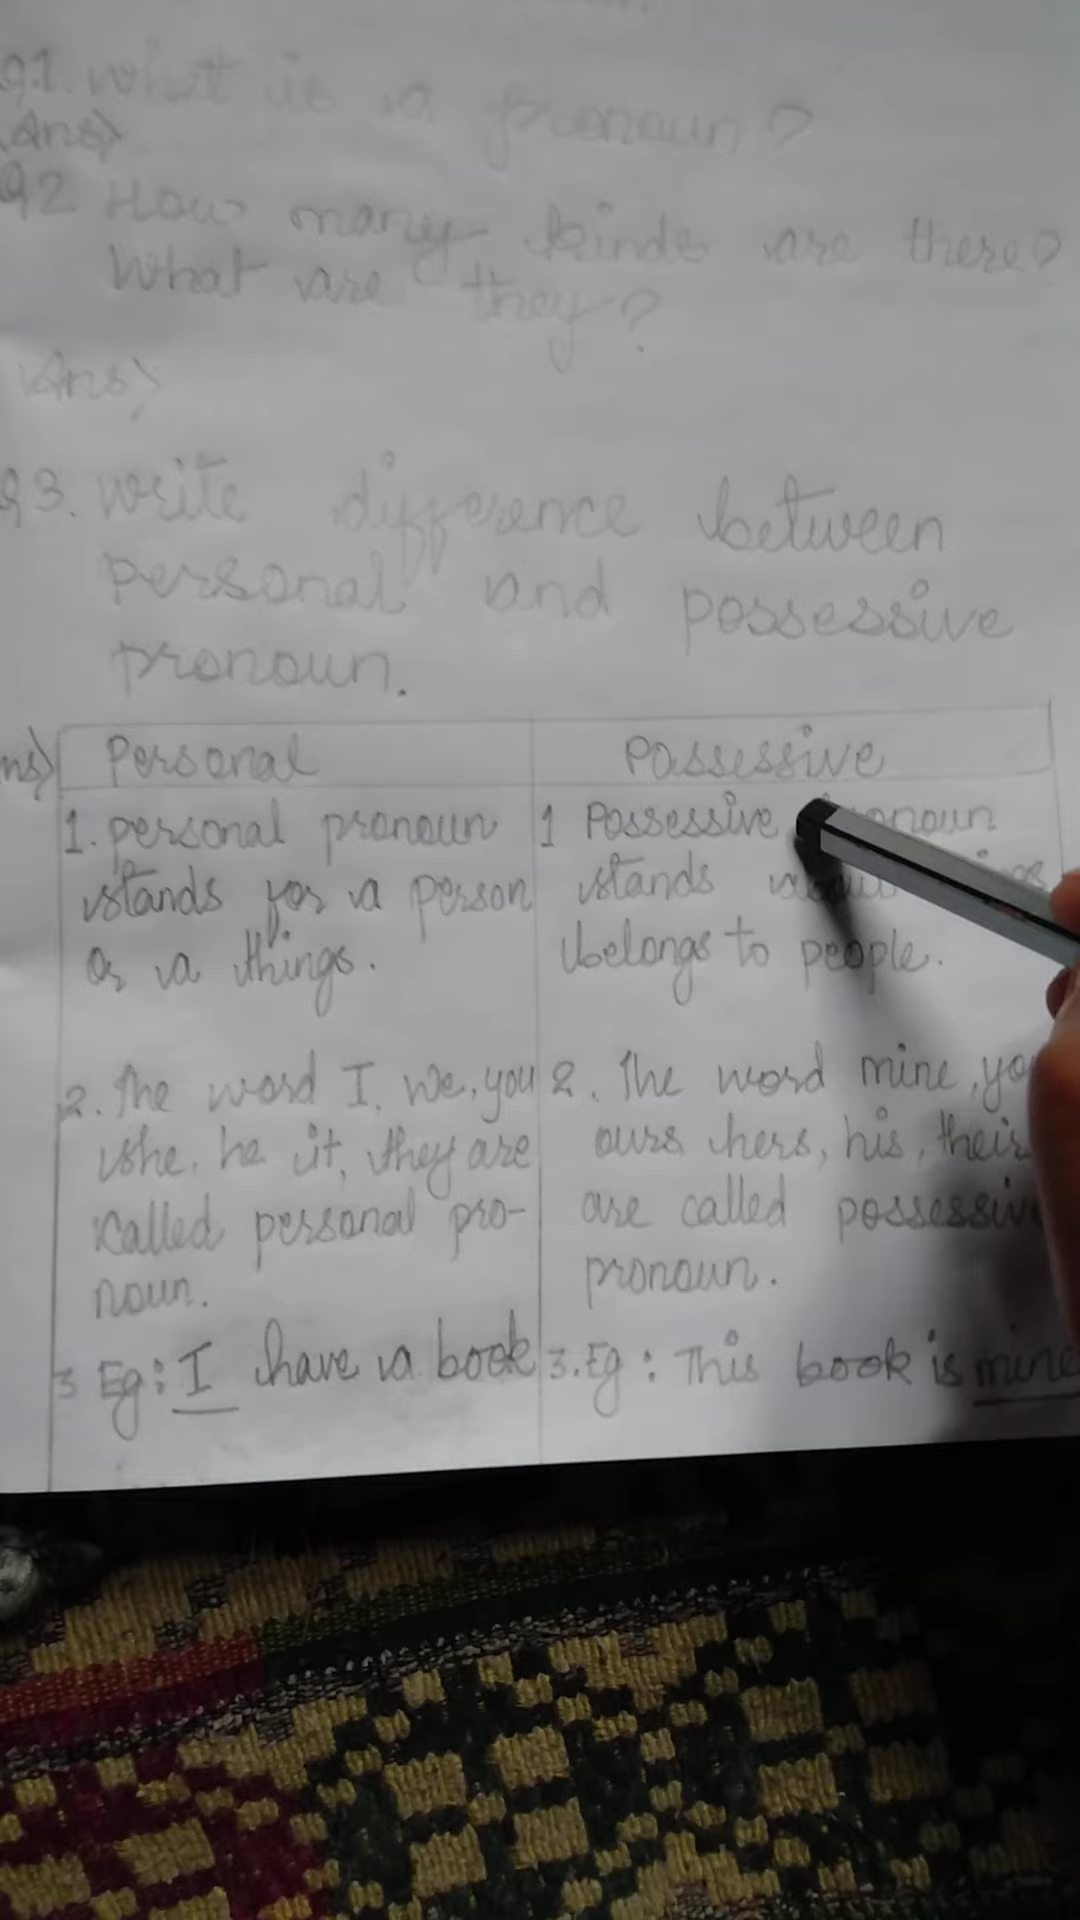 Q1. What is a pronoun?
Ans)
Q2 How many kinds are there?
What are they?
Ans)
Q3. write difference between
personal and possessive
pronoun.
Personal
1. personal pronoun
stands for a person
or a things.
2. The word I, we, you
she, he it, they are
called personal pro-
noun.
3 Eg: I have a book
Possessive
1 Possessive
stands
belongs to people.
2. The word mine,
ours hers, his,
are called
pronoun.
3. Eg: This book is mine